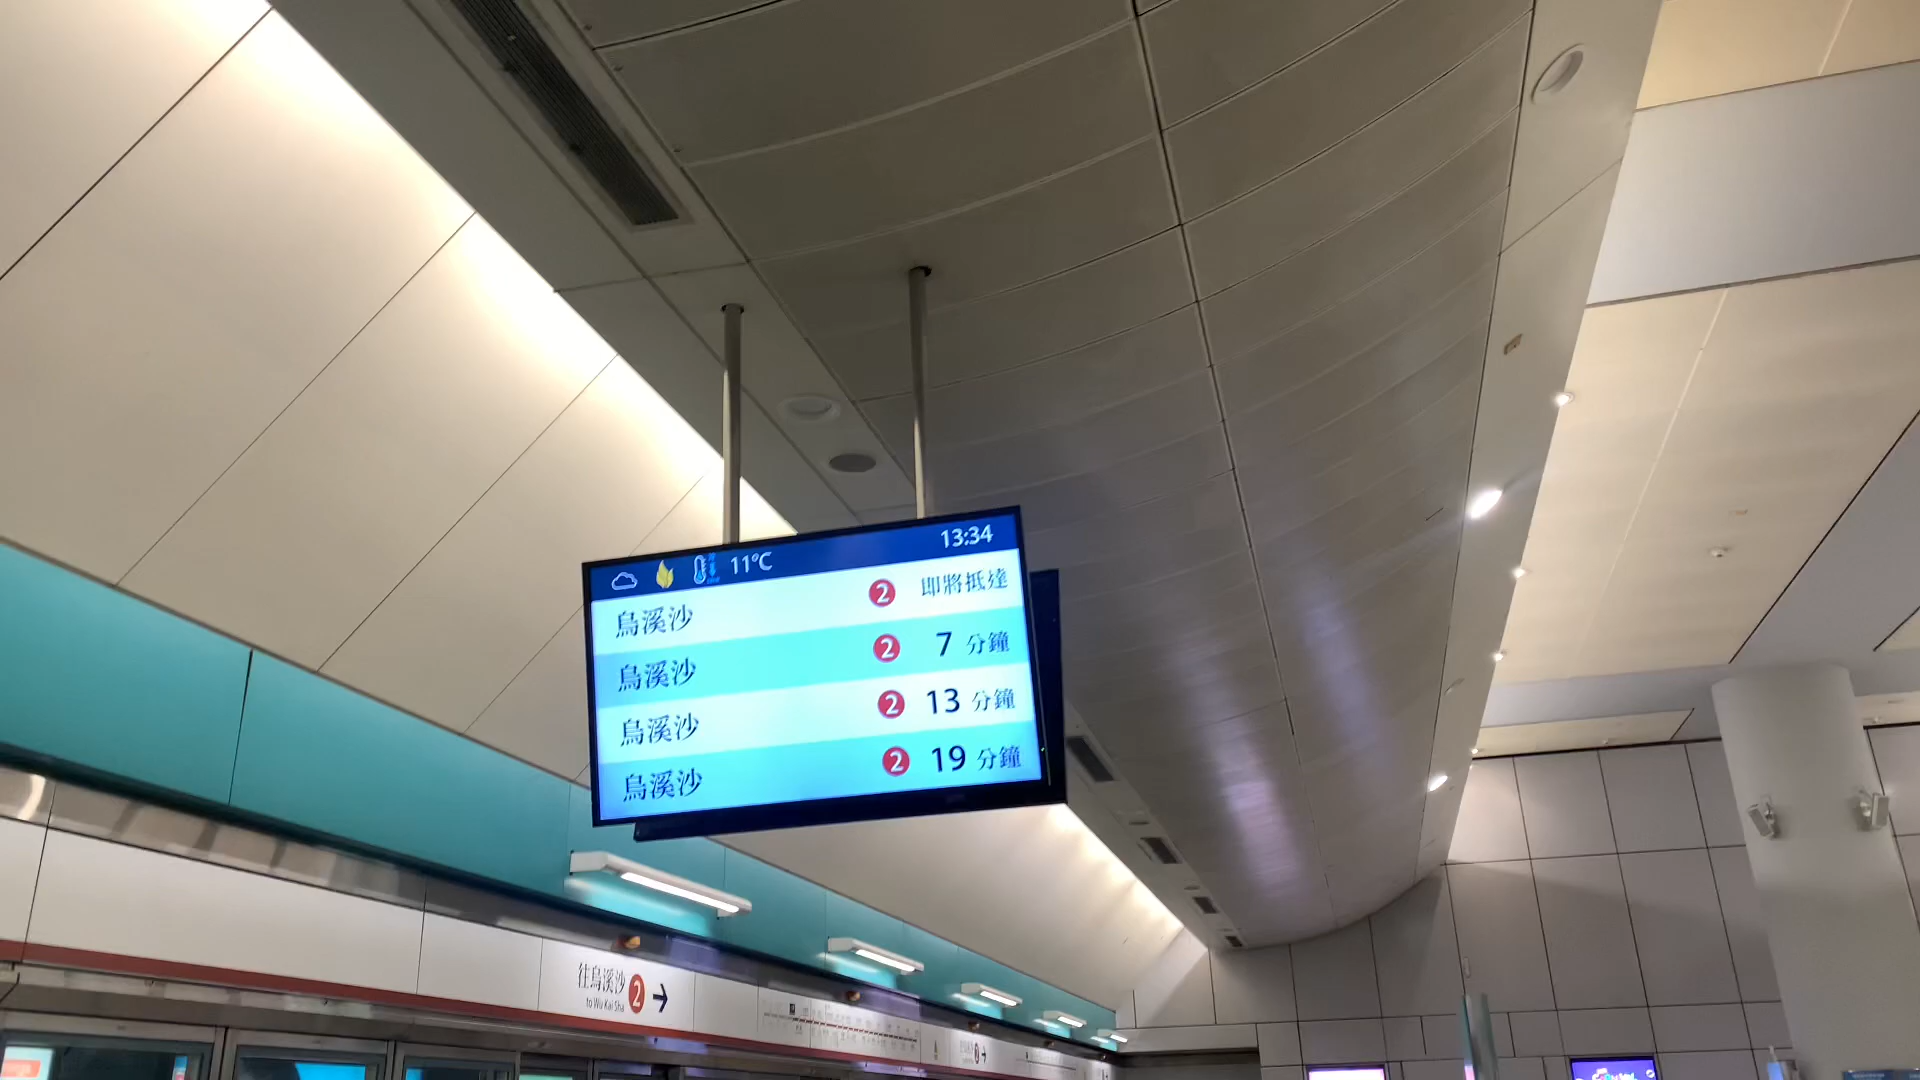 11°C 13:34
烏溪沙 2 即將抵達
烏溪沙 2 7 分鐘
烏溪沙 2 13 分鐘
烏溪沙 2 19 分鐘
往烏溪沙 2
to Wu Kai Sha